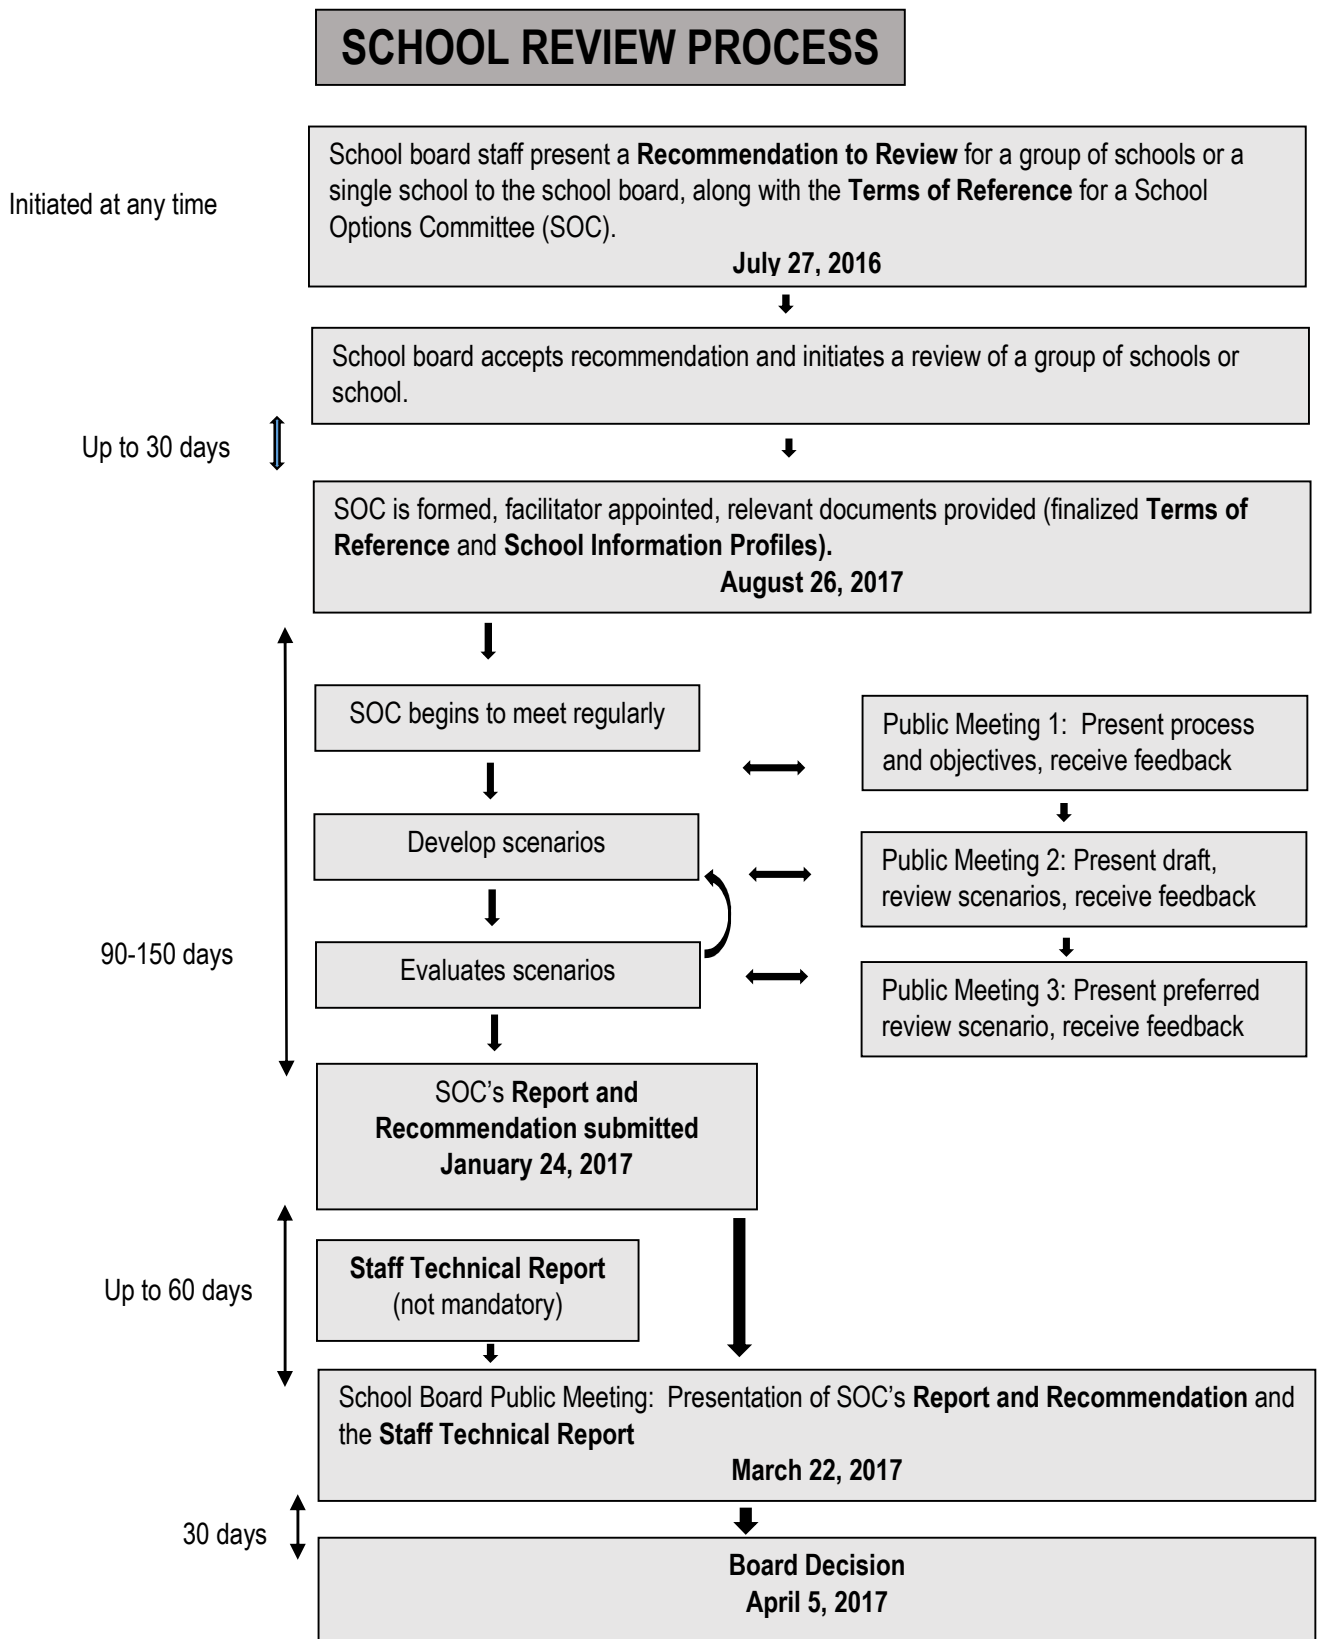 SCHOOL REVIEW PROCESS
Initiated at any time
School board staff present a Recommendation to Review for a group of schools or a
single school to the school board, along with the Terms of Reference for a School
Options Committee (SOC).
July 27, 2016
School board accepts recommendation and initiates a review of a group of schools or
school.
Up to 30 days
SOC is formed, facilitator appointed, relevant documents provided (finalized Terms of
Reference and School Information Profiles).
August 26, 2017
90-150 days
SOC begins to meet regularly
Public Meeting 1:  Present process
and objectives, receive feedback
Develop scenarios
Public Meeting 2: Present draft,
review scenarios, receive feedback
Evaluates scenarios
Public Meeting 3: Present preferred
review scenario, receive feedback
SOC’s Report and
Recommendation submitted
January 24, 2017
Up to 60 days
Staff Technical Report
(not mandatory)
School Board Public Meeting:  Presentation of SOC’s Report and Recommendation and
the Staff Technical Report
March 22, 2017
30 days
Board Decision
April 5, 2017